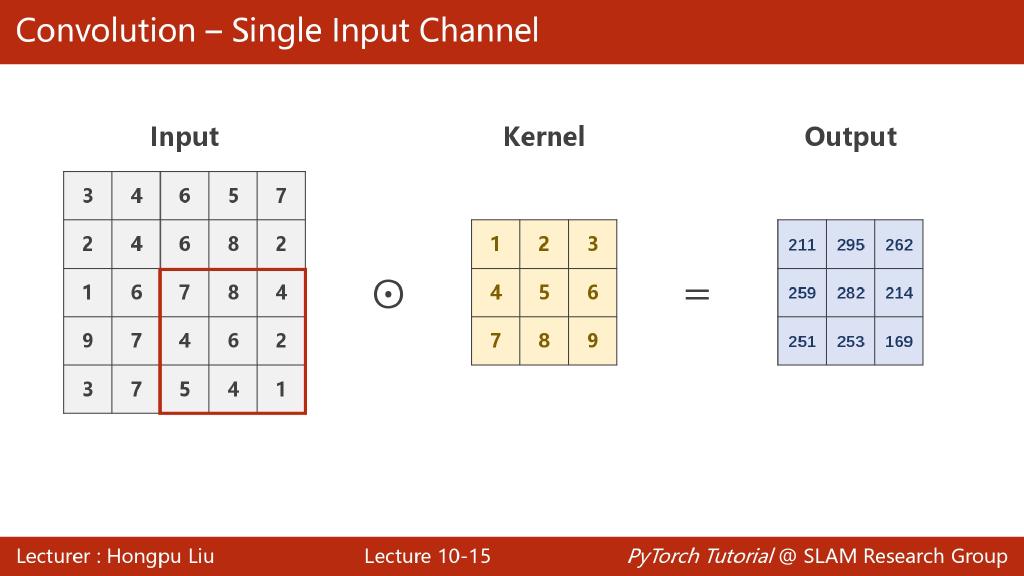 Convolution – Single Input Channel
Input Kernel Output
3 4 6 5 7
2 4 6 8 2 1 2 3 211 295 262
1 6 7 8 4 ⊙ 4 5 6 = 259 282 214
9 7 4 6 2 7 8 9 251 253 169
3 7 5 4 1
Lecturer : Hongpu Liu Lecture 10-15 PyTorch Tutorial @ SLAM Research Group